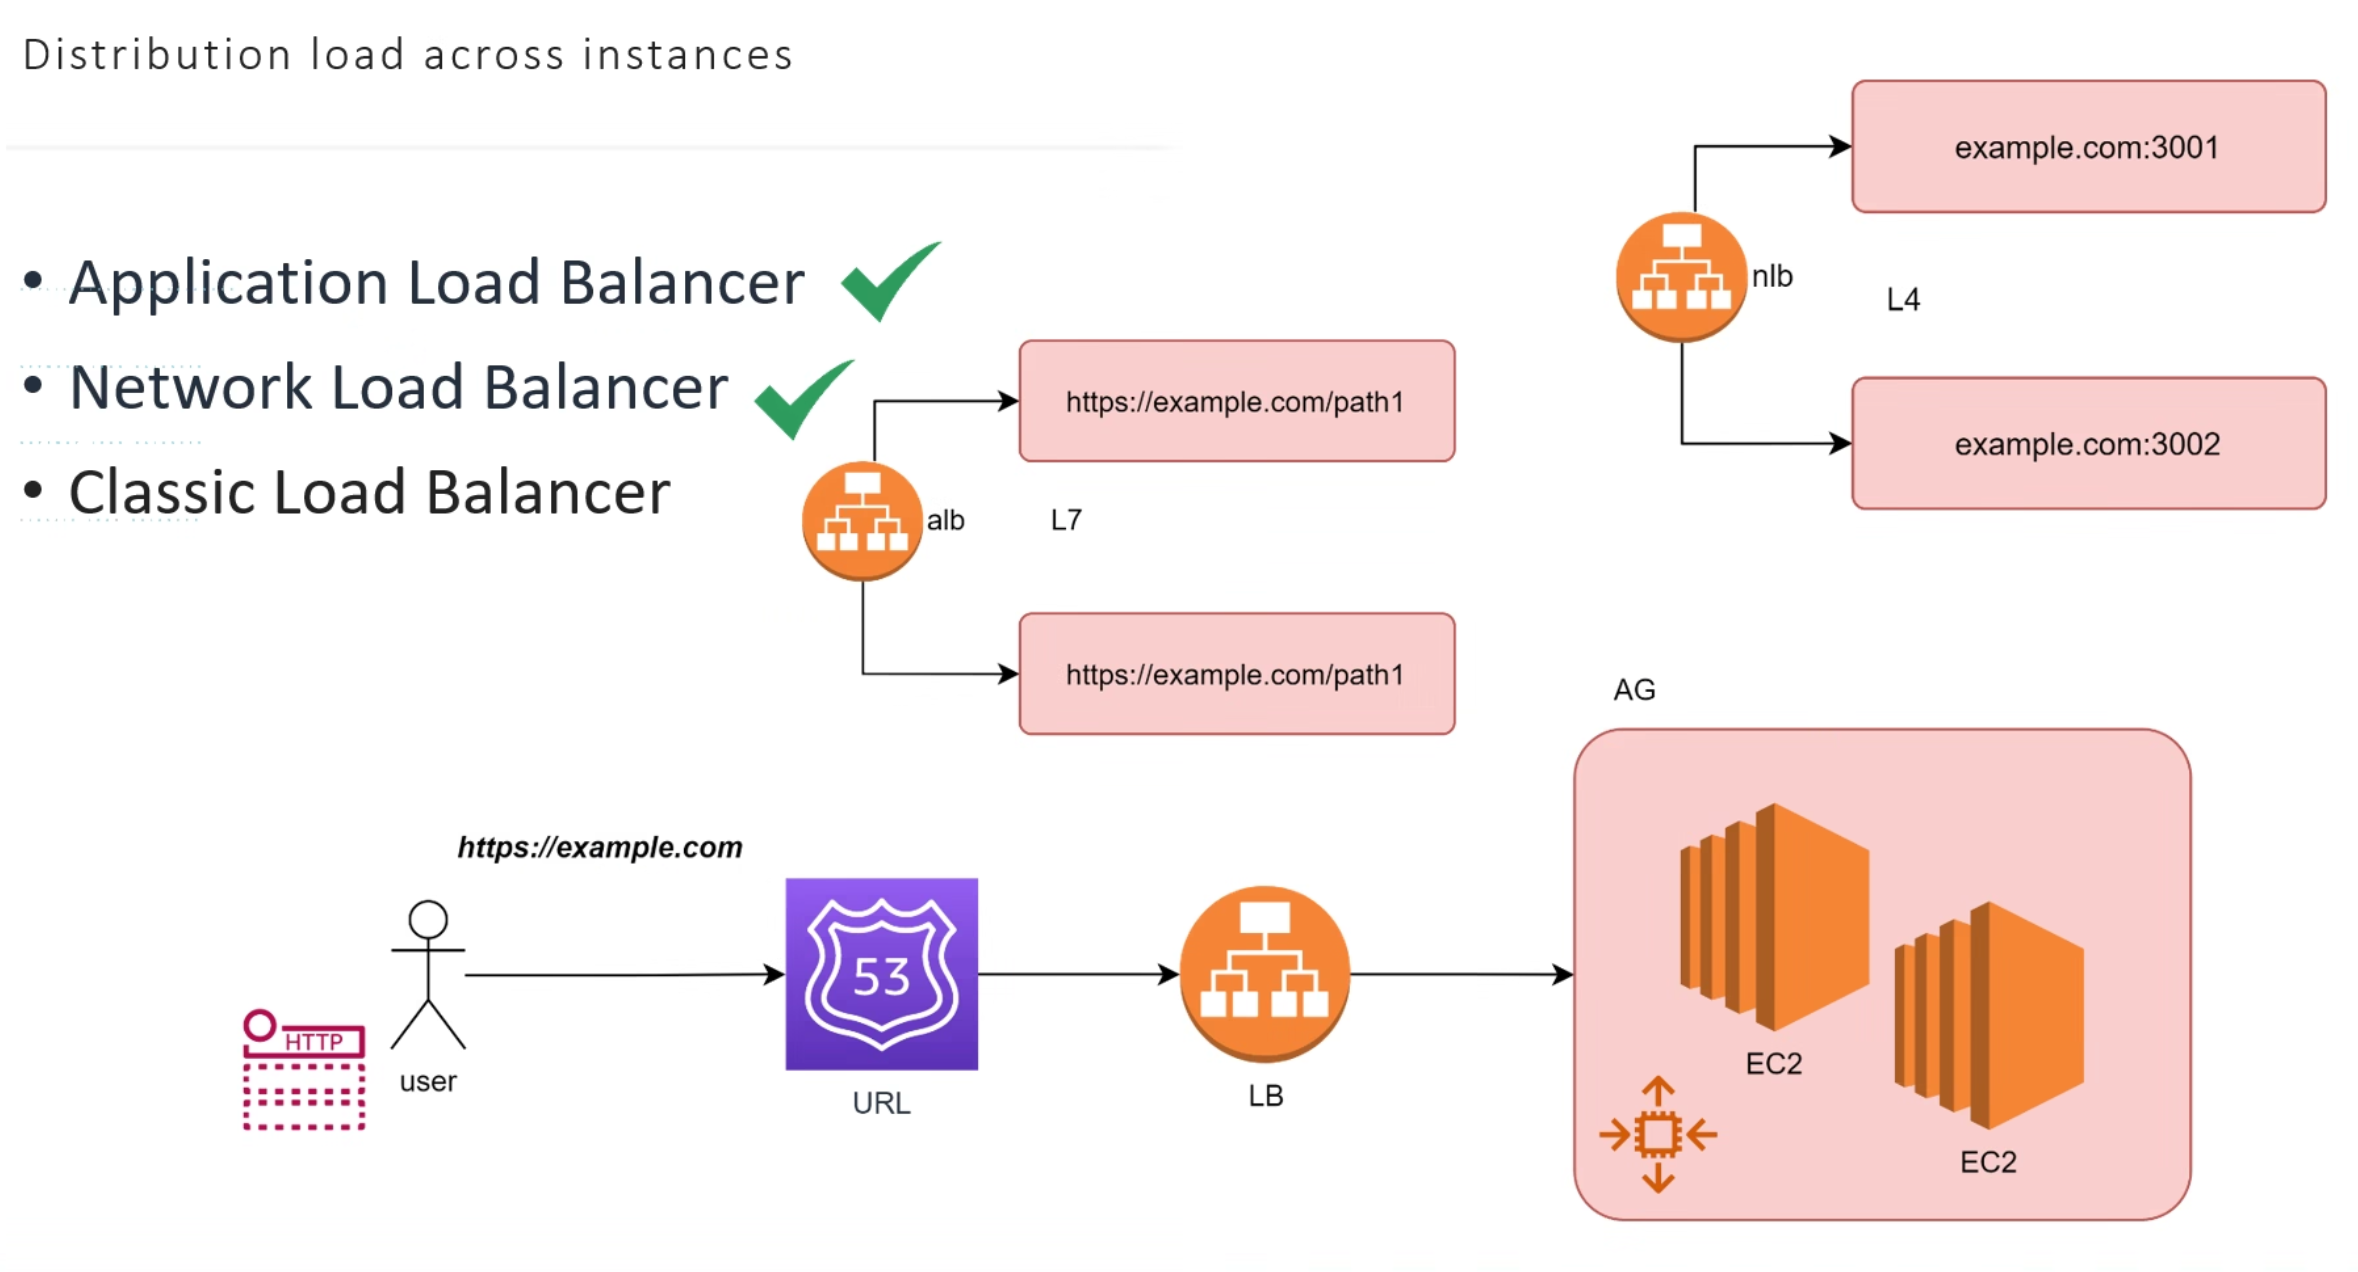 Distribution load across instances
• Application Load Balancer
• Network Load Balancer
• Classic Load Balancer
example.com:3001
nlb
L4
example.com:3002
https://example.com/path1
alb
L7
https://example.com/path1
AG
https://example.com
HTTP
user
53
URL
LB
EC2
EC2